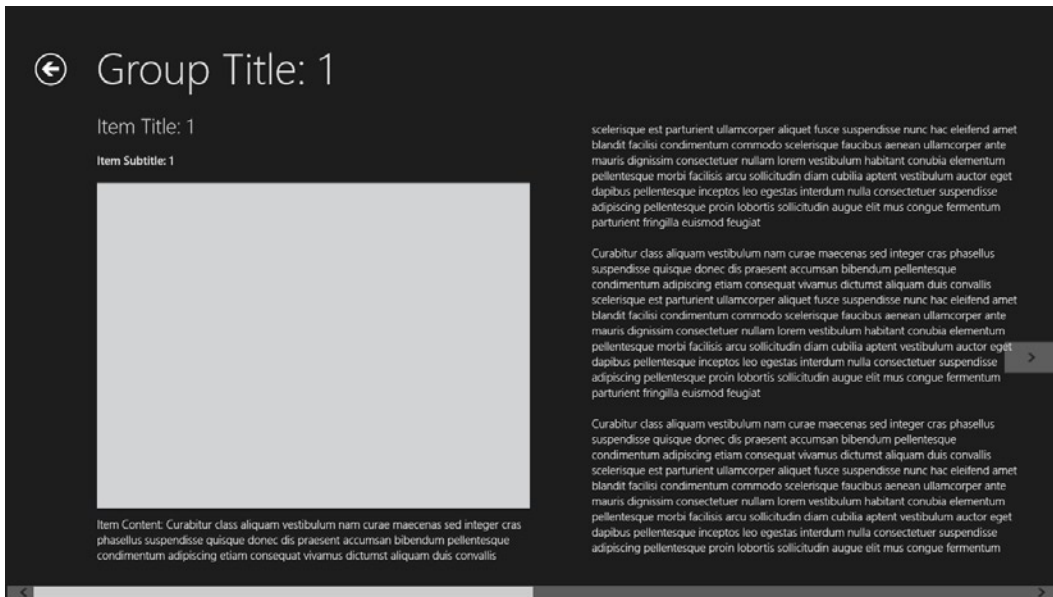 Group Title: 1
Item Title: 1
Item Subtitle: 1
Item Content: Curabitur class aliquam vestibulum nam curae maecenas sed integer cras
phasellus suspendisse quisque donec dis praesent accumsan bibendum pellentesque
condimentum adipiscing etiam consequat vivamus dictumst aliquam duis convallis
scelerisque est parturient ullamcorper aliquet fusce suspendisse nunc hac eleifend amet
blandit facilisi condimentum commodo scelerisque faucibus aenean ullamcorper ante
mauris dignissim consectetuer nullam lorem vestibulum habitant conubia elementum
pellentesque morbi facilisis arcu sollicitudin diam cubilia aptent vestibulum auctor eget
dapibus pellentesque inceptos leo egestas interdum nulla consectetuer suspendisse
adipiscing pellentesque proin lobortis sollicitudin augue elit mus congue fermentum
parturient fringilla euismod feugiat
Curabitur class aliquam vestibulum nam curae maecenas sed integer cras phasellus
suspendisse quisque donec dis praesent accumsan bibendum pellentesque
condimentum adipiscing etiam consequat vivamus dictumst aliquam duis convallis
scelerisque est parturient ullamcorper aliquet fusce suspendisse nunc hac eleifend amet
blandit facilisi condimentum commodo scelerisque faucibus aenean ullamcorper ante
mauris dignissim consectetuer nullam lorem vestibulum habitant conubia elementum
pellentesque morbi facilisis arcu sollicitudin diam cubilia aptent vestibulum auctor eget
dapibus pellentesque inceptos leo egestas interdum nulla consectetuer suspendisse
adipiscing pellentesque proin lobortis sollicitudin augue elit mus congue fermentum
parturient fringilla euismod feugiat
Curabitur class aliquam vestibulum nam curae maecenas sed integer cras phasellus
suspendisse quisque donec dis praesent accumsan bibendum pellentesque
condimentum adipiscing etiam consequat vivamus dictumst aliquam duis convallis
scelerisque est parturient ullamcorper aliquet fusce suspendisse nunc hac eleifend amet
blandit facilisi condimentum commodo scelerisque faucibus aenean ullamcorper ante
mauris dignissim consectetuer nullam lorem vestibulum habitant conubia elementum
pellentesque morbi facilisis arcu sollicitudin diam cubilia aptent vestibulum auctor eget
dapibus pellentesque inceptos leo egestas interdum nulla consectetuer suspendisse
adipiscing pellentesque proin lobortis sollicitudin augue elit mus congue fermentum